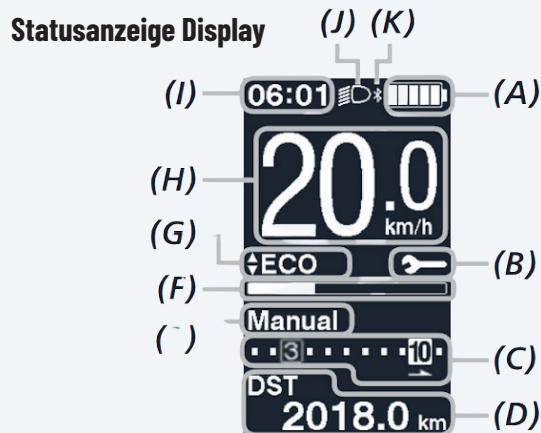 Statusanzeige Display
(J) (K)
(I) 06:01 (A)
(H) 20.0 km/h
(G) ECO (B)
(F)
Manual
3 10 (C)
DST
2018.0 km (D)